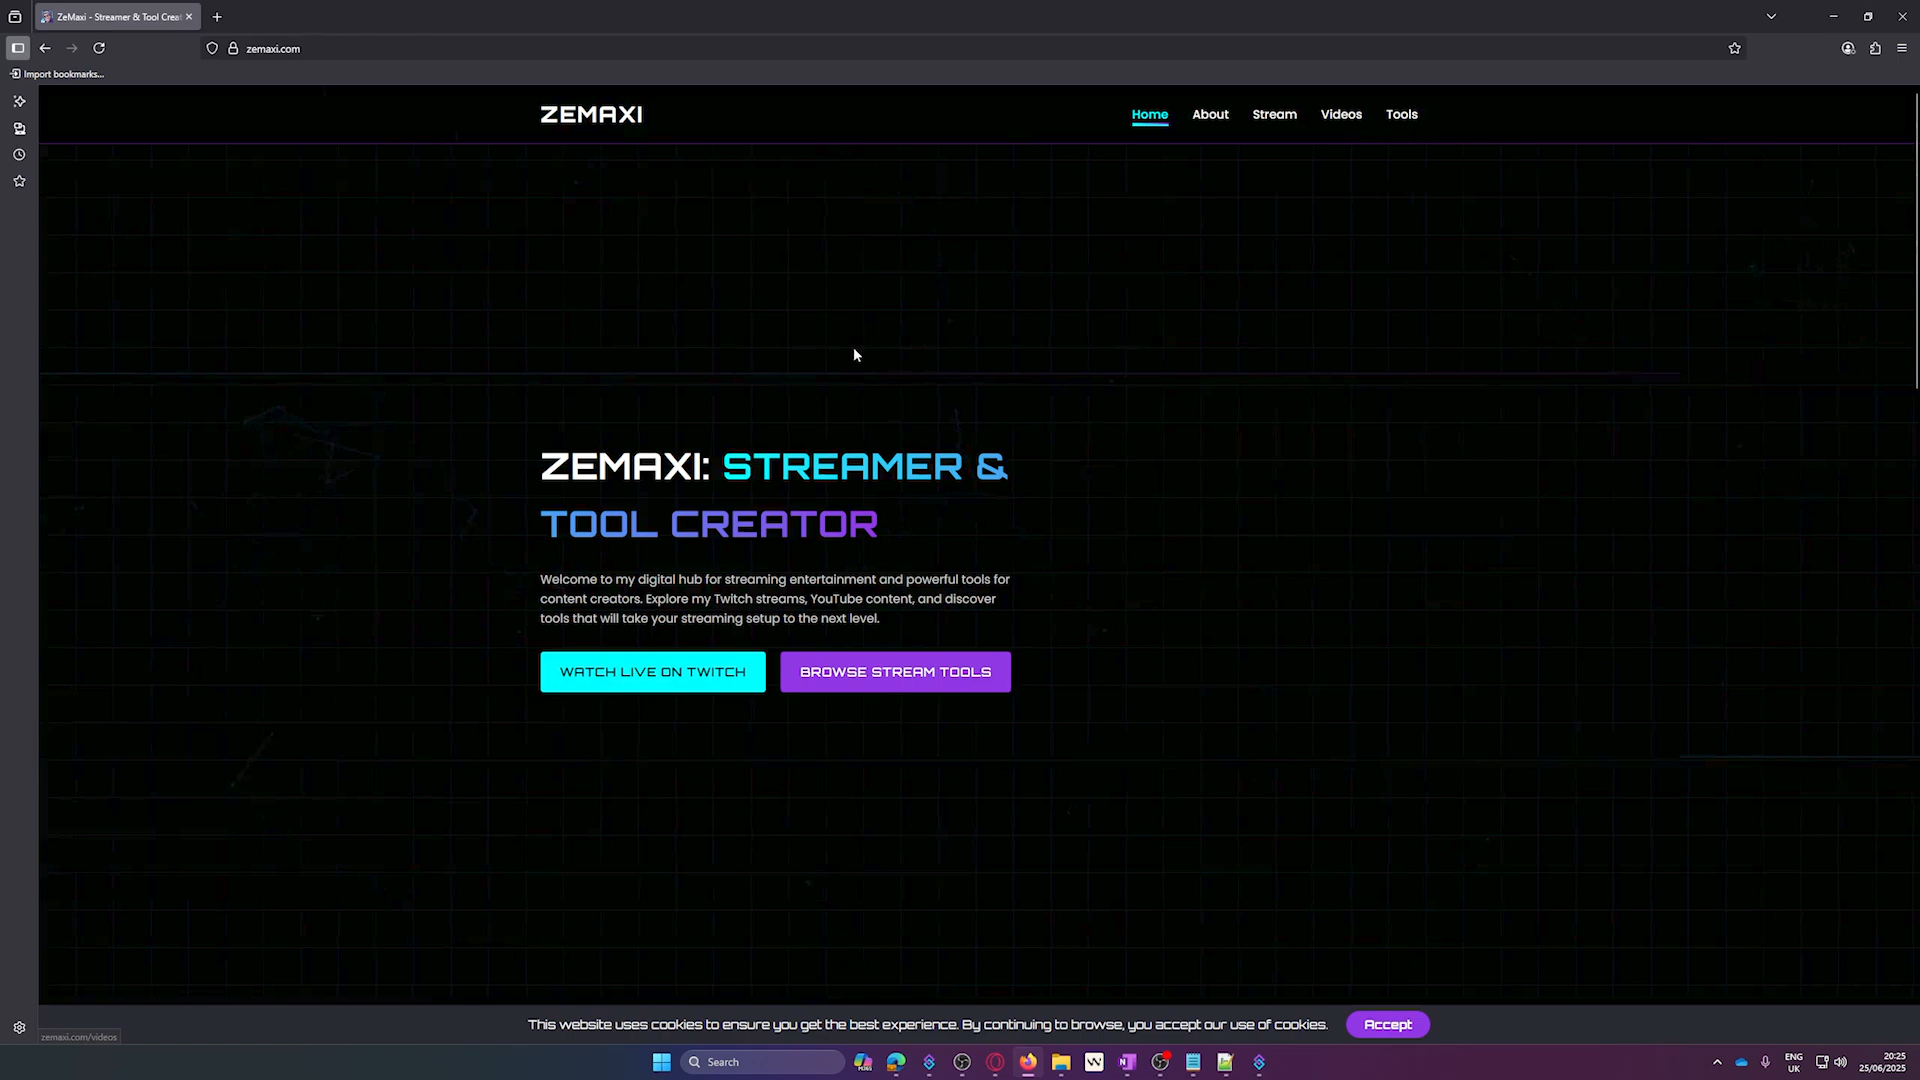 ZeMaxi - Streamer & Tool Crea
zemaxi.com
Import bookmarks...
ZEMAXI
Home
About
Stream
Videos
Tools
ZEMAXI: STREAMER &
TOOL CREATOR
Welcome to my digital hub for streaming entertainment and powerful tools for
content creators. Explore my Twitch streams, YouTube content, and discover
tools that will take your streaming setup to the next level.
WATCH LIVE ON TWITCH
BROWSE STREAM TOOLS
This website uses cookies to ensure you get the best experience. By continuing to browse, you accept our use of cookies.
Accept
zemaxi.com/videos
Search
M365
ENG
UK
20:25
25/06/2025